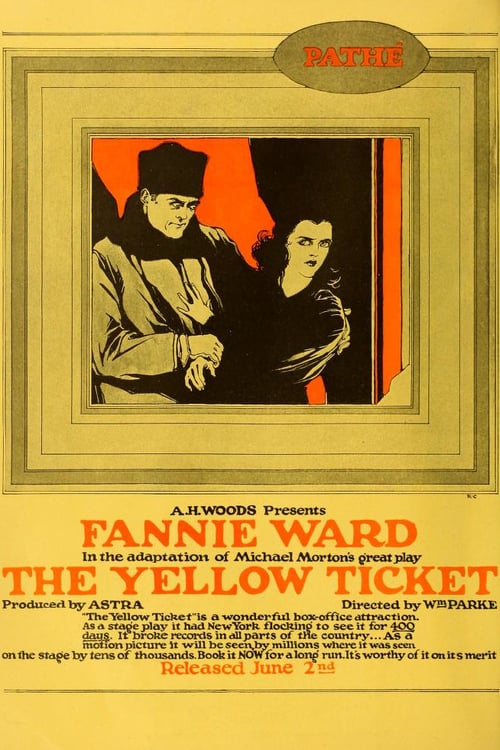 PATHÉ
N.C.
A.H. WOODS Presents
FANNIE WARD
In the adaptation of Michael Morton's great play
THE YELLOW TICKET
Produced by ASTRA Directed by Wm PARKE
"The Yellow Ticket" is a wonderful box-office attraction.
As a stage play it had New York flocking to see it for 400
days. It broke records in all parts of the country... As a
motion picture it will be seen by millions where it was seen
on the stage by tens of thousands. Book it NOW for a long run. It's worthy of it on its merit
Released June 2nd